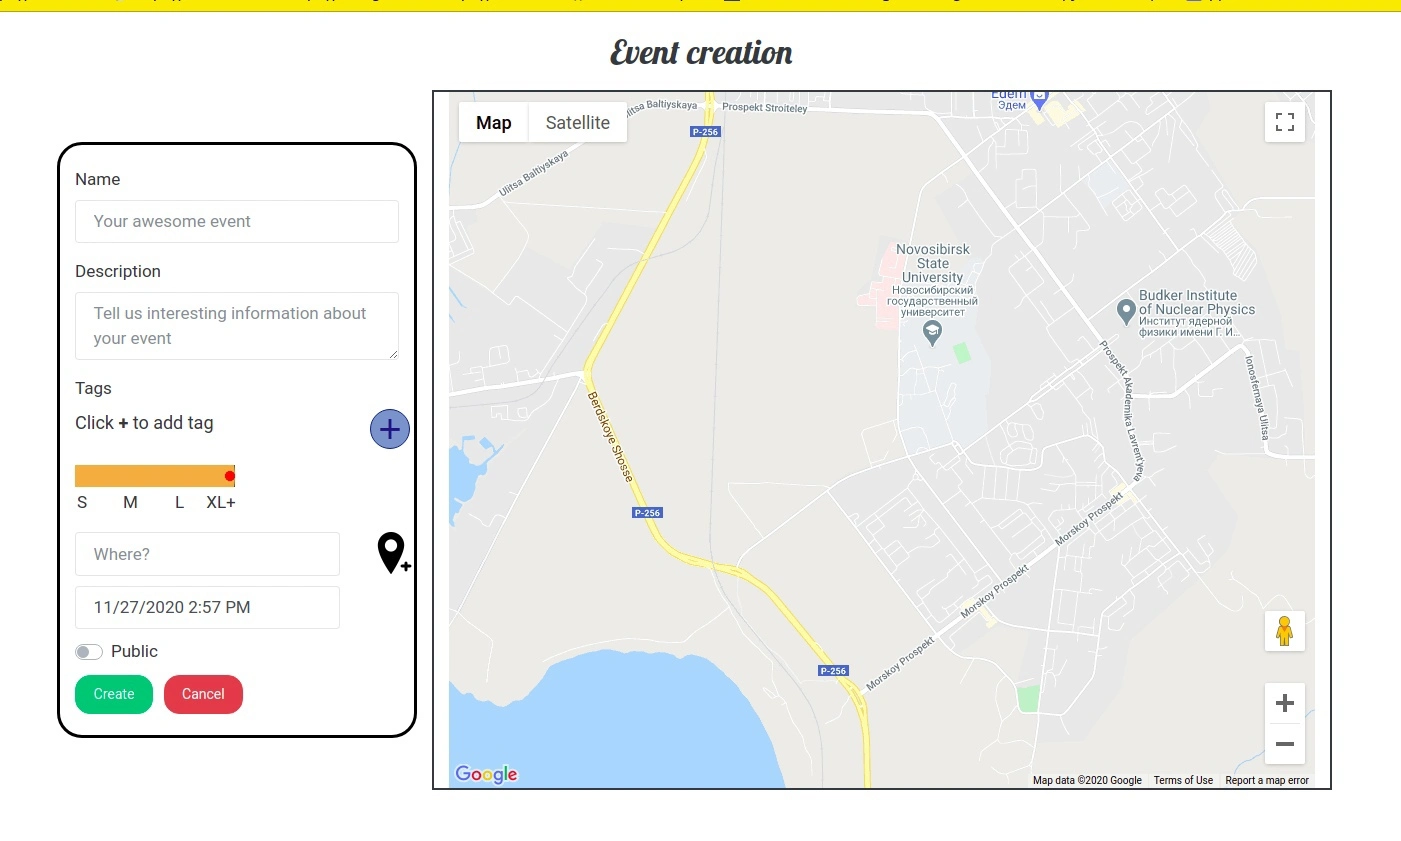 Event creation
Name
Your awesome event
Description
Tell us interesting information about
your event
Tags
Click + to add tag
S M L XL+
Where?
11/27/2020 2:57 PM
Public
Create Cancel
Map Satellite
Ulitsa Baltiyskaya
Prospekt Stroiteley
P-256
Ulitsa Baltiyskaya
Edem
Эдем
Novosibirsk
State
University
Новосибирский
государственный
университет
Budker Institute
of Nuclear Physics
Институт ядерной
физики имени Г. И...
Prospekt Akademika Lavrent'yeva
Ionosfernaya Ulitsa
Berdskoye Shosse
P-256
Morskoy Prospekt
Morskoy Prospekt
Morskoy Prospekt
P-256
Google
Map data ©2020 Google Terms of Use Report a map error